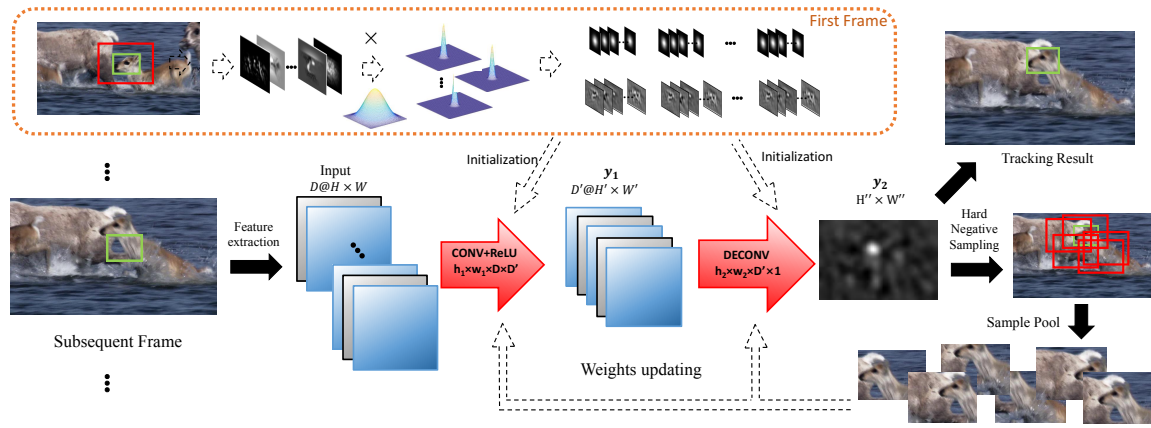 First Frame
×
Initialization
Initialization
Input
D@H × W
y₁
D'@H' × W'
y₂
H'' × W''
Tracking Result
Feature
extraction
CONV+ReLU
h₁×w₁×D×D'
DECONV
h₂×w₂×D'×1
Hard
Negative
Sampling
Subsequent Frame
Sample Pool
Weights updating